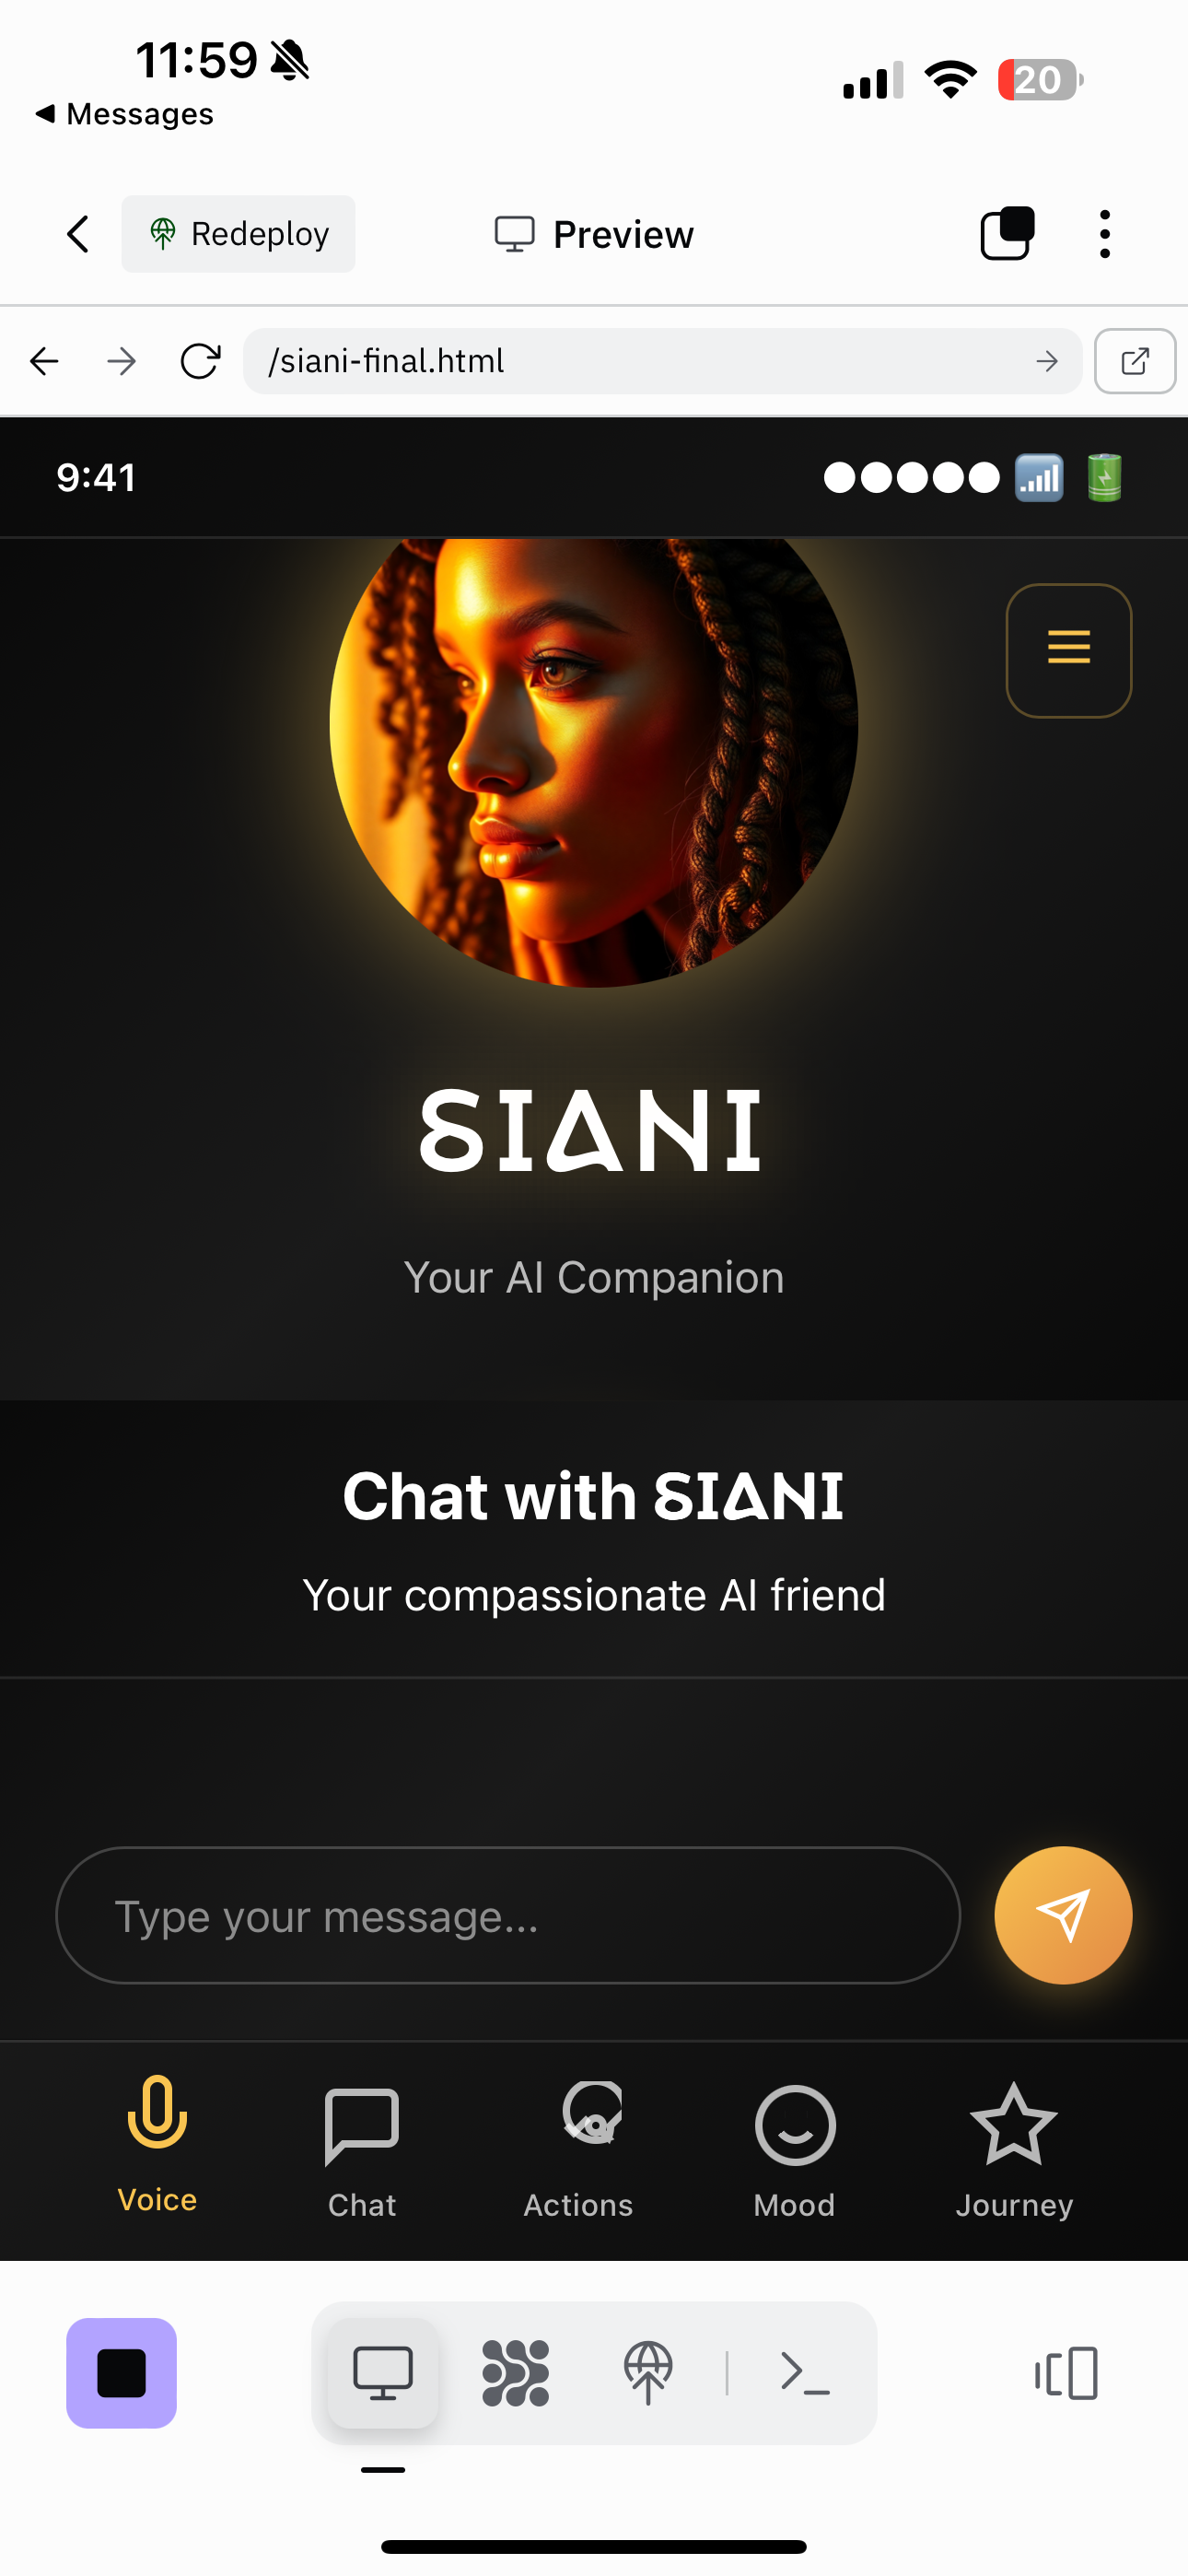 11:59
20
Messages
Redeploy
Preview
/siani-final.html
9:41
SIANI
Your AI Companion
Chat with SIANI
Your compassionate AI friend
Type your message...
Voice
Chat
Actions
Mood
Journey